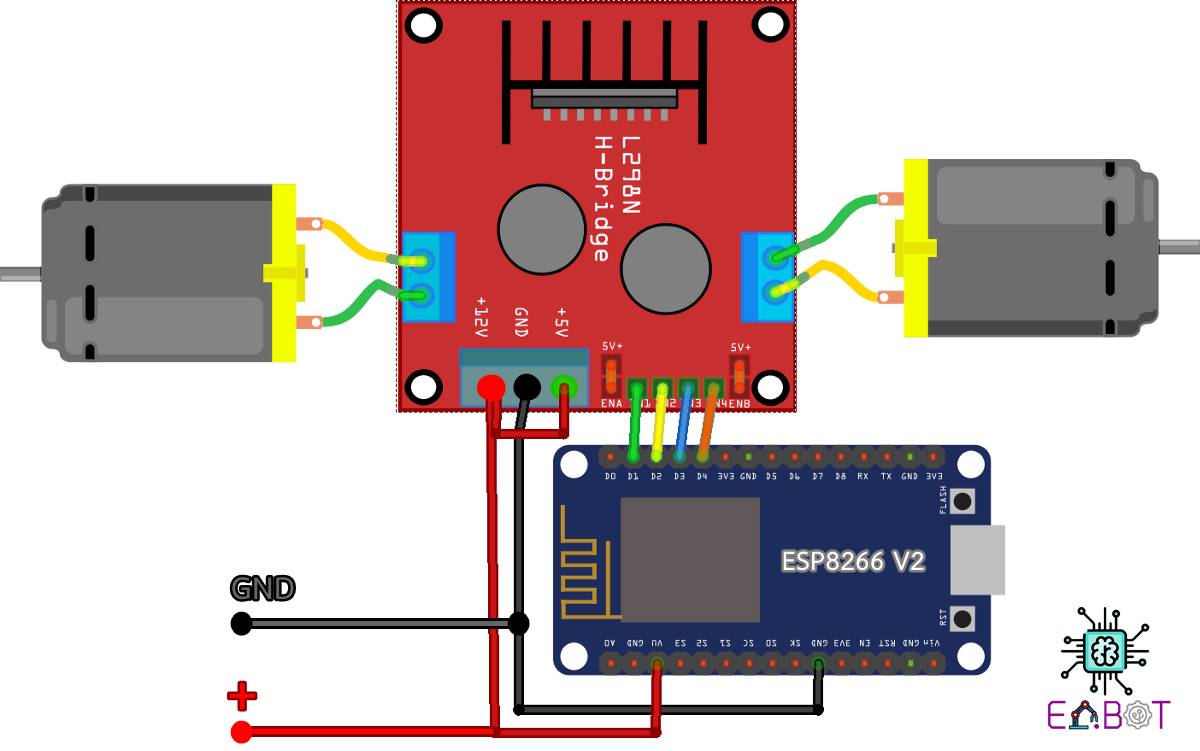 L298N
H-Bridge
+12V
GND
+5V
5V+
5V+
ENA
IN1
IN2
IN3
IN4
ENB
D0 D1 D2 D3 D4 3V3 GND D5 D6 D7 D8 RX TX GND 3V3
FLASH
ESP8266 V2
RST
A0 GND VU S3 S2 S1 SC S0 SK GND 3V3 EN RST GND Vin
GND
+
E .B T